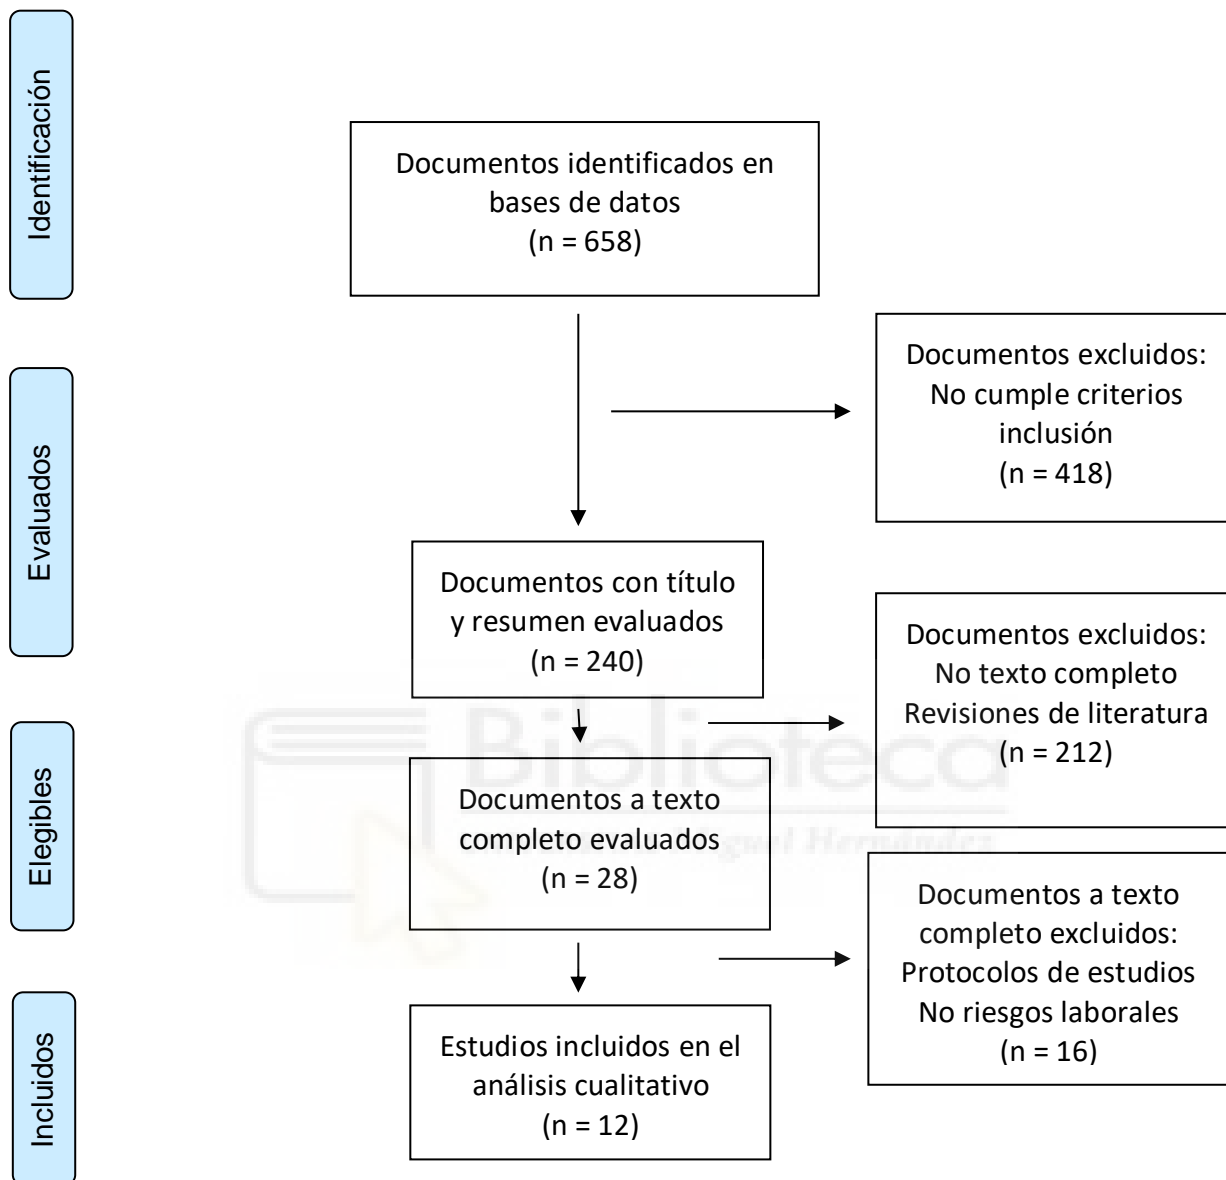 Identificación
Documentos identificados en
bases de datos
(n = 658)
Documentos excluidos:
No cumple criterios
inclusión
(n = 418)
Evaluados
Documentos con título
y resumen evaluados
(n = 240)
Documentos excluidos:
No texto completo
Revisiones de literatura
(n = 212)
Biblioteca
Miguel Hernández
Elegibles
Documentos a texto
completo evaluados
(n = 28)
Documentos a texto
completo excluidos:
Protocolos de estudios
No riesgos laborales
(n = 16)
Incluidos
Estudios incluidos en el
análisis cualitativo
(n = 12)